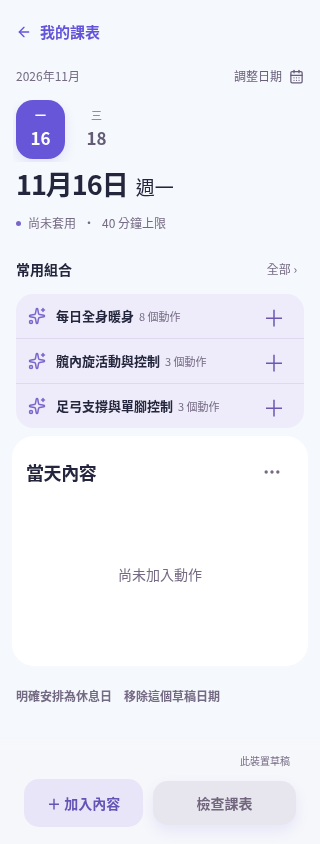 ← 我的課表
2026年11月 調整日期
一 三
16 18
11月16日 週一
• 尚未套用 · 40 分鐘上限
常用組合 全部 ›
每日全身暖身 8 個動作 +
髖內旋活動與控制 3 個動作 +
足弓支撐與單腳控制 3 個動作 +
當天內容 ···
尚未加入動作
明確安排為休息日 移除這個草稿日期
此裝置草稿
+ 加入內容 檢查課表